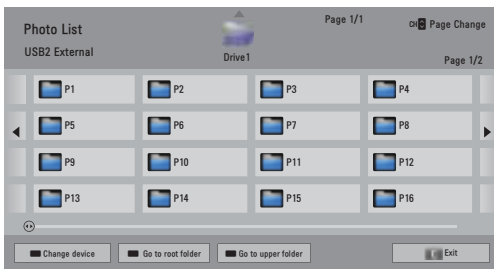 Photo List
Page 1/1
CH Page Change
USB2 External
Drive1
Page 1/2
P1 P2 P3 P4
P5 P6 P7 P8
P9 P10 P11 P12
P13 P14 P15 P16
Change device Go to root folder Go to upper folder Exit